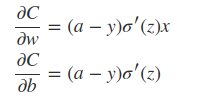 ∂C/∂w = (a − y)σ′(z)x
∂C/∂b = (a − y)σ′(z)